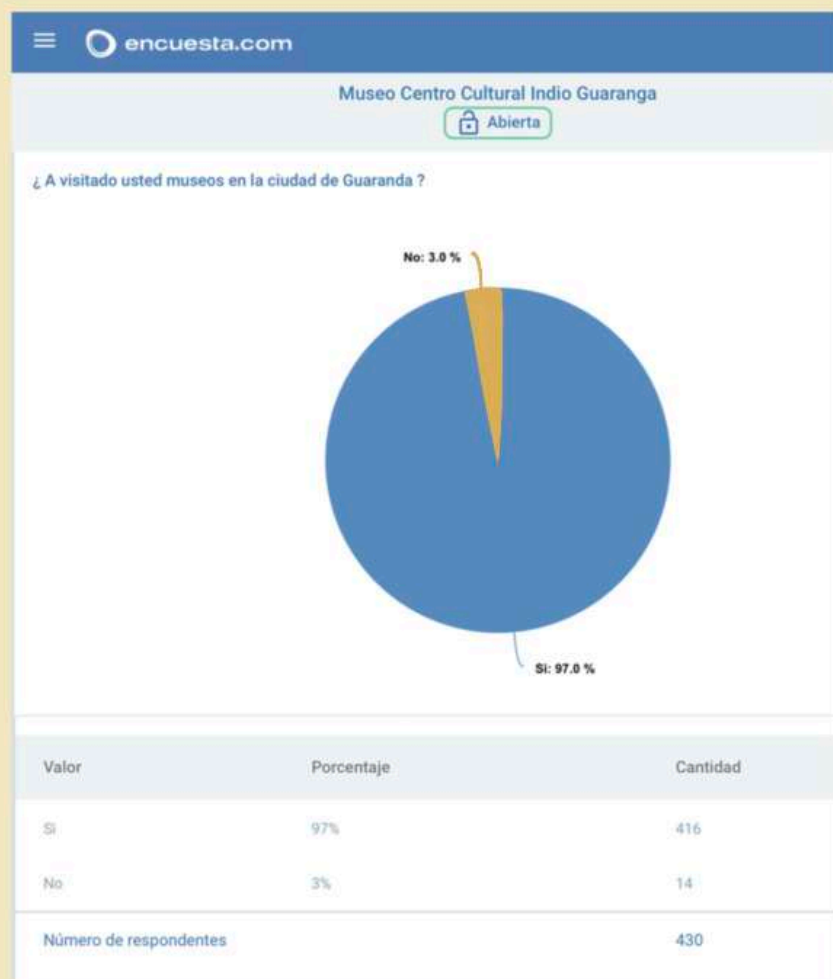 encuesta.com
Museo Centro Cultural Indio Guaranga
Abierta
¿ A visitado usted museos en la ciudad de Guaranda ?
No: 3.0 %
Si: 97.0 %
Valor Porcentaje Cantidad
Si 97% 416
No 3% 14
Número de respondentes 430